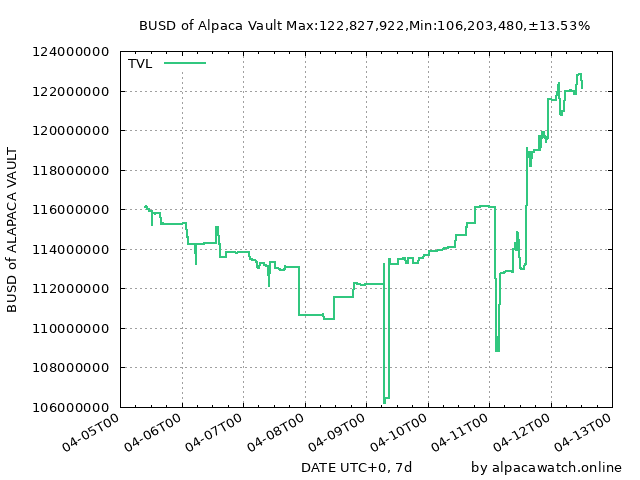 BUSD of Alpaca Vault Max:122,827,922,Min:106,203,480,±13.53%
TVL
124000000
122000000
120000000
118000000
116000000
114000000
112000000
110000000
108000000
106000000
BUSD of ALAPACA VAULT
04-05T00
04-06T00
04-07T00
04-08T00
04-09T00
04-10T00
04-11T00
04-12T00
04-13T00
DATE UTC+0, 7d
by alpacawatch.online